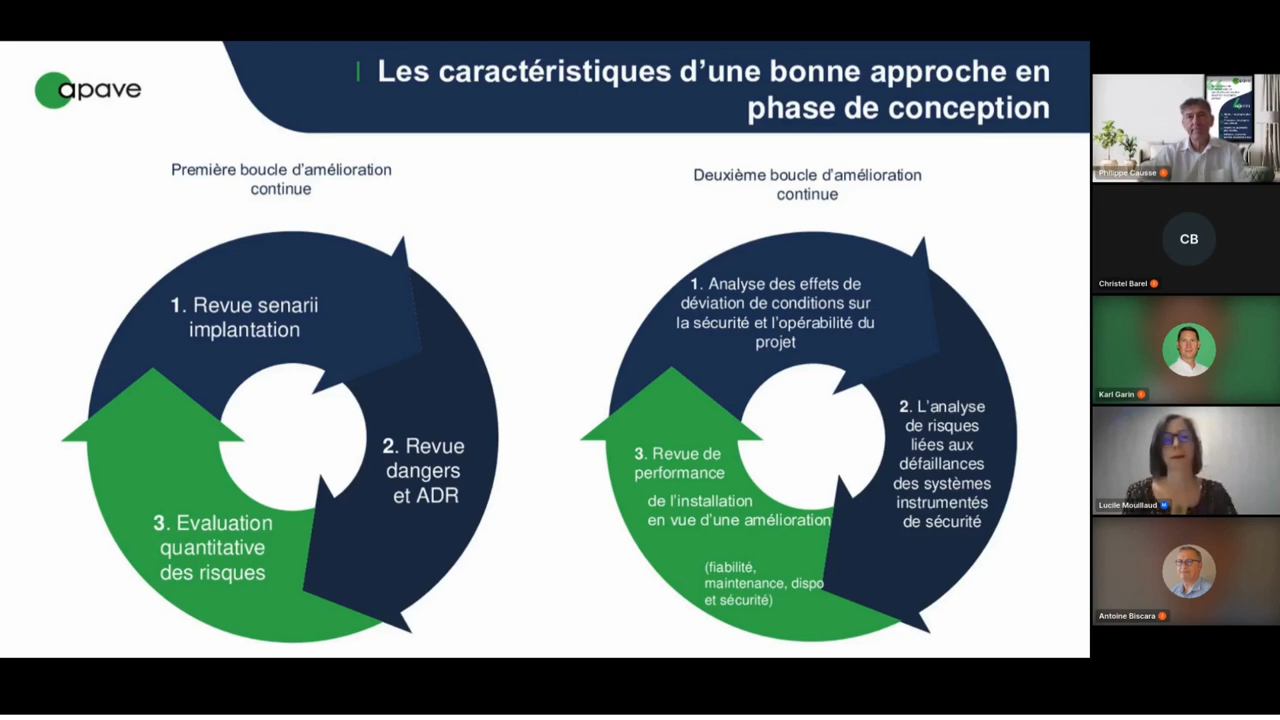 apave
Les caractéristiques d’une bonne approche en
phase de conception
Première boucle d’amélioration
continue
1. Revue senarii
implantation
2. Revue
dangers
et ADR
3. Evaluation
quantitative
des risques
Deuxième boucle d’amélioration
continue
1. Analyse des effets de
déviation de conditions sur
la sécurité et l’opérabilité du
projet
2. L’analyse
de risques
liées aux
défaillances
des systèmes
instrumentés
de sécurité
3. Revue de
performance
de l’installation
en vue d’une amélioration
(fiabilité,
maintenance, dispo
et sécurité)
Philippe Causse
CB
Christel Barel
Karl Garin
Lucile Mouillaud
M
Antoine Biscara